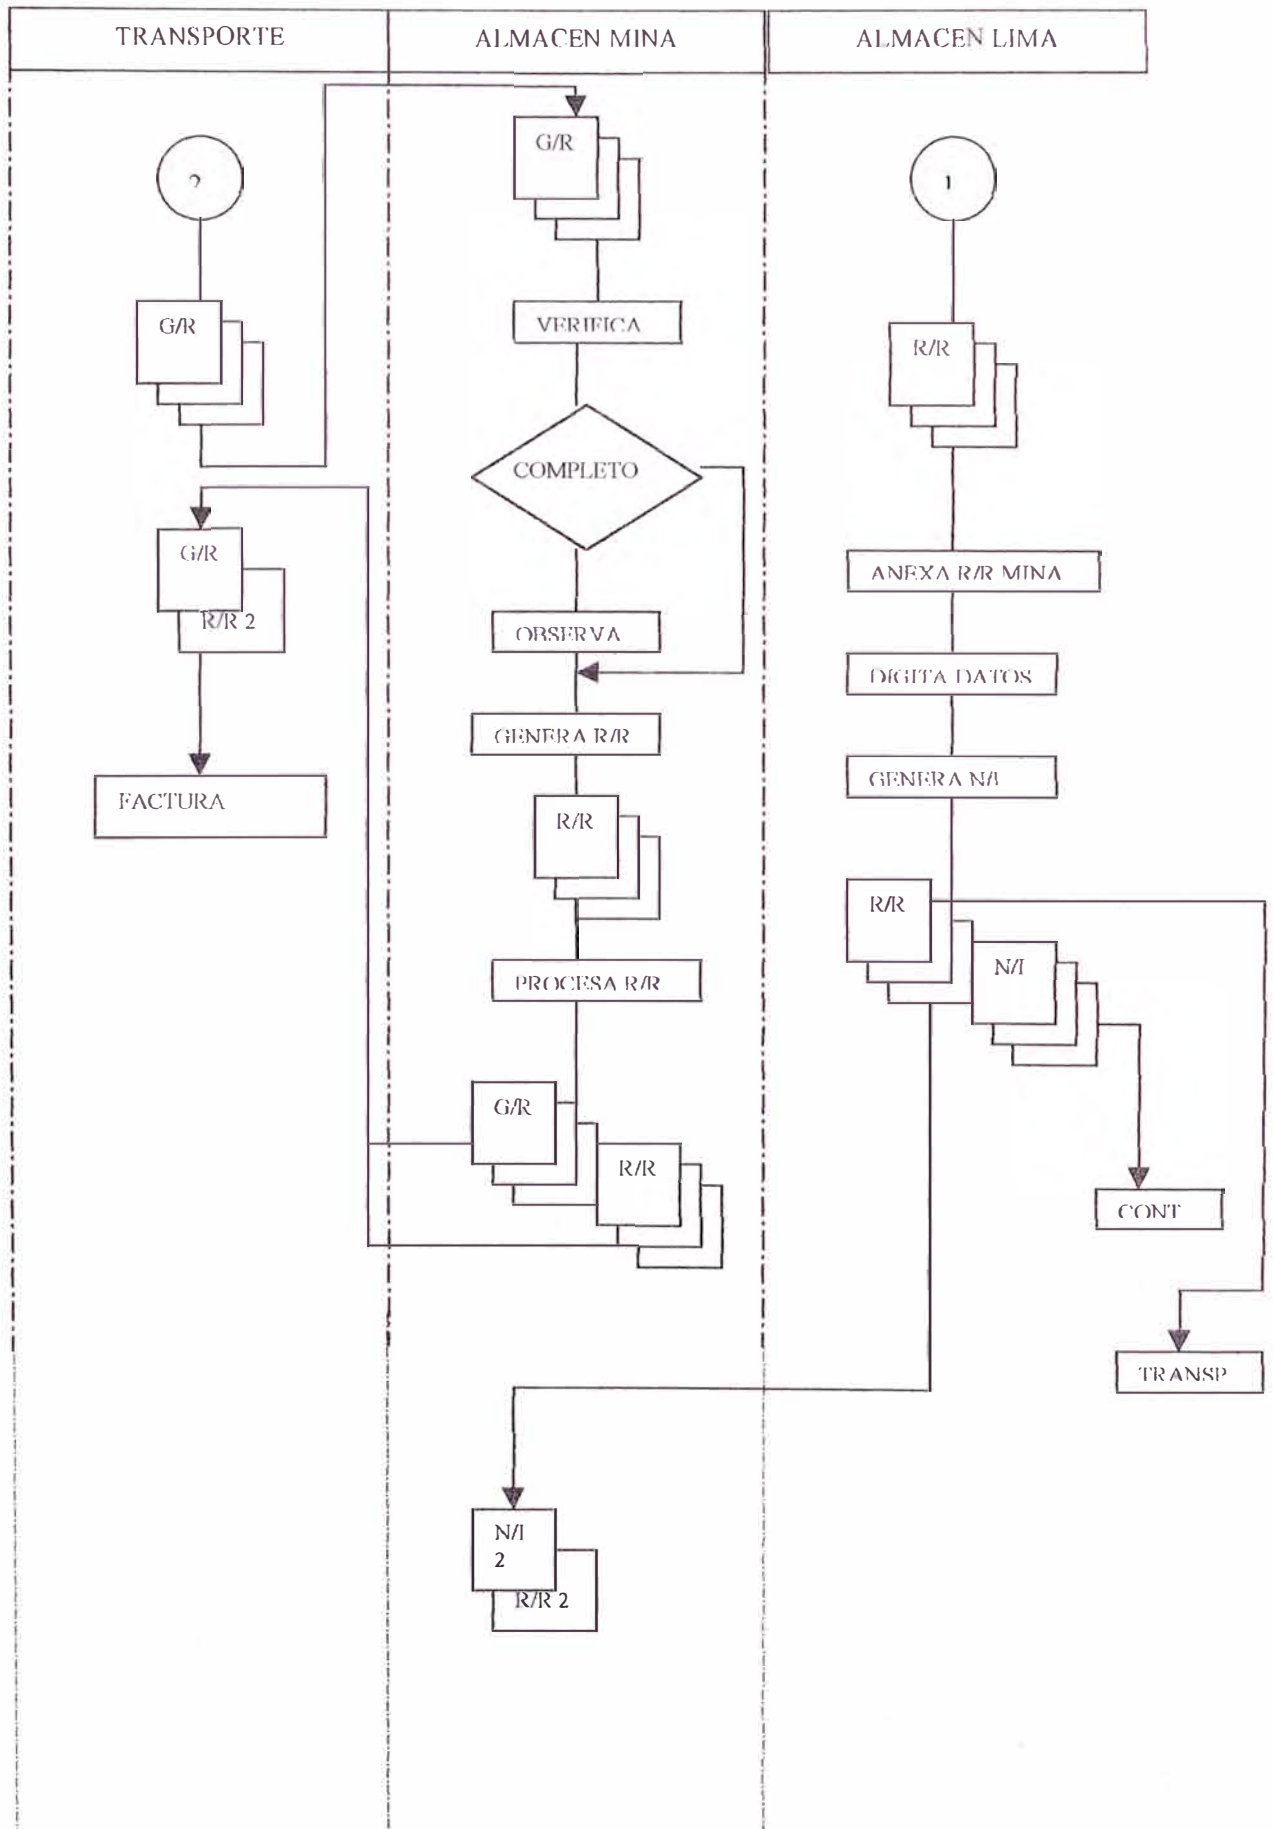 TRANSPORTE
ALMACEN MINA
ALMACEN LIMA
2
G/R
G/R
R/R 2
FACTURA
G/R
VERIFICA
COMPLETO
OBSERVA
GENERA R/R
R/R
PROCESA R/R
G/R
R/R
N/I
2
R/R 2
1
R/R
ANEXA R/R MINA
DIGITA DATOS
GENERA N/I
R/R
N/I
CONT
TRANSP